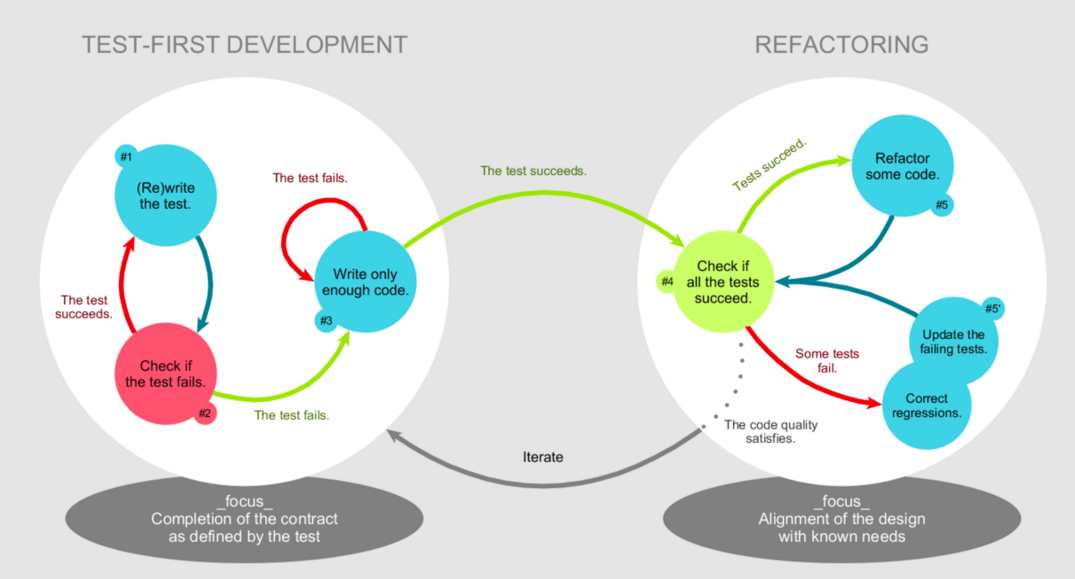 TEST-FIRST DEVELOPMENT
REFACTORING
#1
(Re)write
the test.
The test
succeeds.
Check if
the test fails.
#2
The test fails.
The test fails.
Write only
enough code.
#3
The test succeeds.
#4
Check if
all the tests
succeed.
Tests succeed.
Refactor
some code.
#5
Some tests
fail.
#5'
Update the
failing tests.
Correct
regressions.
The code quality
satisfies.
Iterate
_focus_
Completion of the contract
as defined by the test
_focus_
Alignment of the design
with known needs